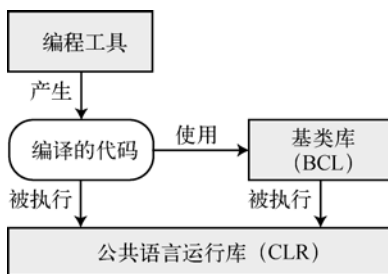 编程工具
产生
编译的代码
使用
基类库
(BCL)
被执行
被执行
公共语言运行库（CLR）